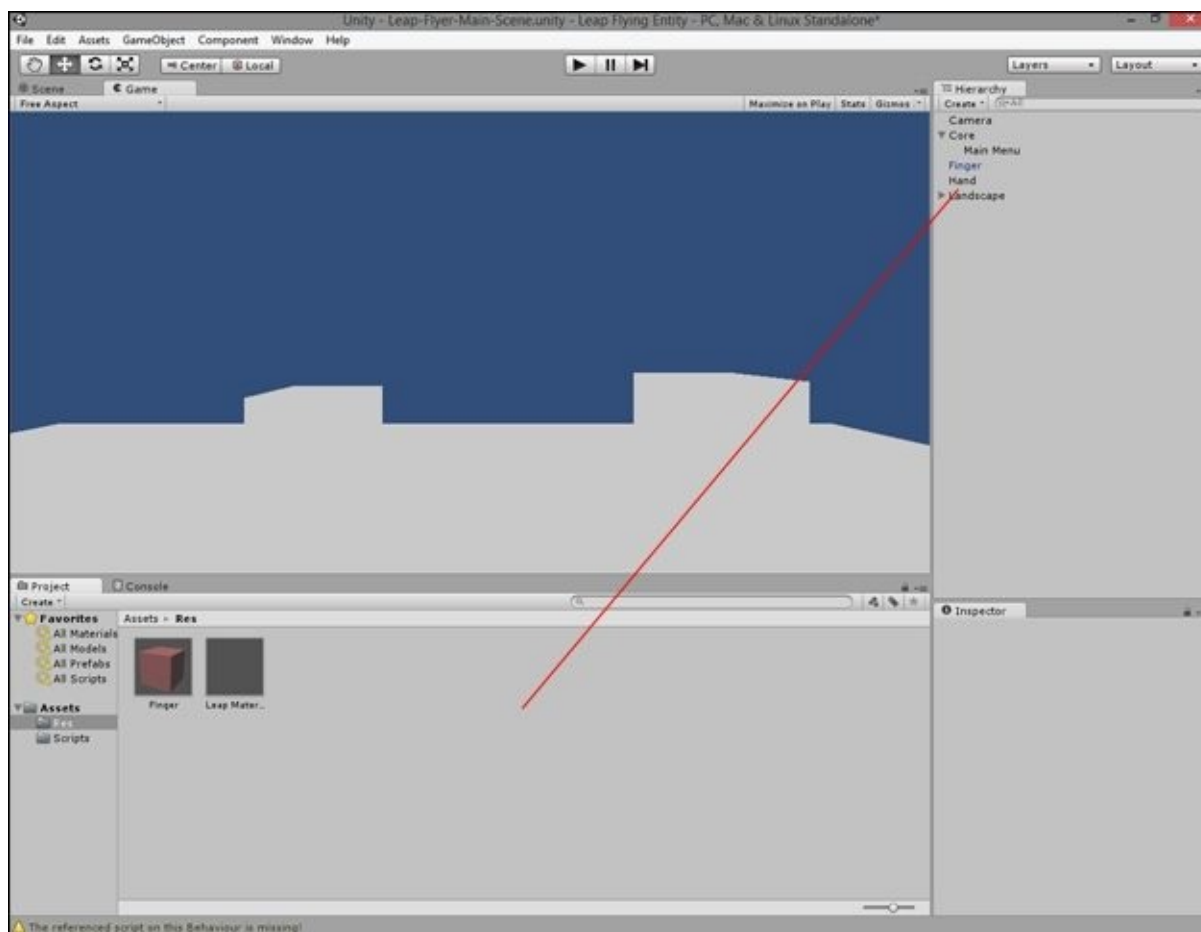 Unity - Leap-Flyer-Main-Scene.unity - Leap Flying Entity - PC, Mac & Linux Standalone*
File Edit Assets GameObject Component Window Help
Center Local Layers Layout
Scene Game
Free Aspect Maximize on Play Stats Gizmos
Hierarchy
Create All
Camera
Core
Main Menu
Finger
Hand
Landscape
Project Console
Create
Favorites
All Materials
All Models
All Prefabs
All Scripts
Assets
Res
Scripts
Assets Res
Finger Leap Mater...
Inspector
The referenced script on this Behaviour is missing!